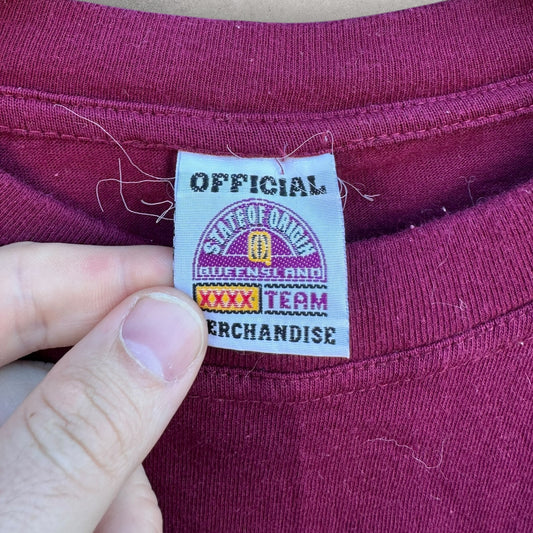 OFFICIAL
STATE OF ORIGIN
Q
QUEENSLAND
XXXX TEAM
MERCHANDISE